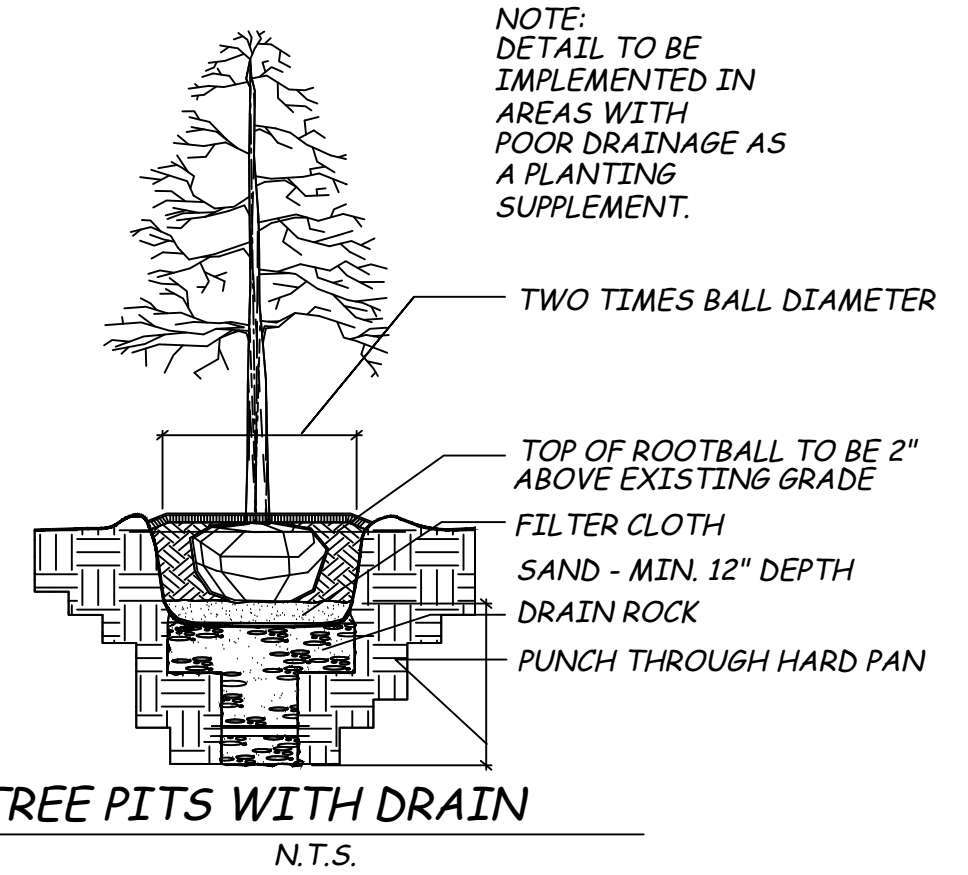 NOTE:
DETAIL TO BE
IMPLEMENTED IN
AREAS WITH
POOR DRAINAGE AS
A PLANTING
SUPPLEMENT.
TWO TIMES BALL DIAMETER
TOP OF ROOTBALL TO BE 2"
ABOVE EXISTING GRADE
FILTER CLOTH
SAND - MIN. 12" DEPTH
DRAIN ROCK
PUNCH THROUGH HARD PAN
TREE PITS WITH DRAIN
N.T.S.